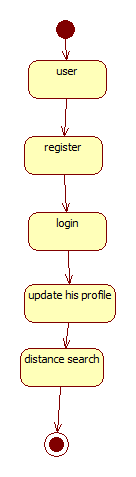 user
register
login
update his profile
distance search